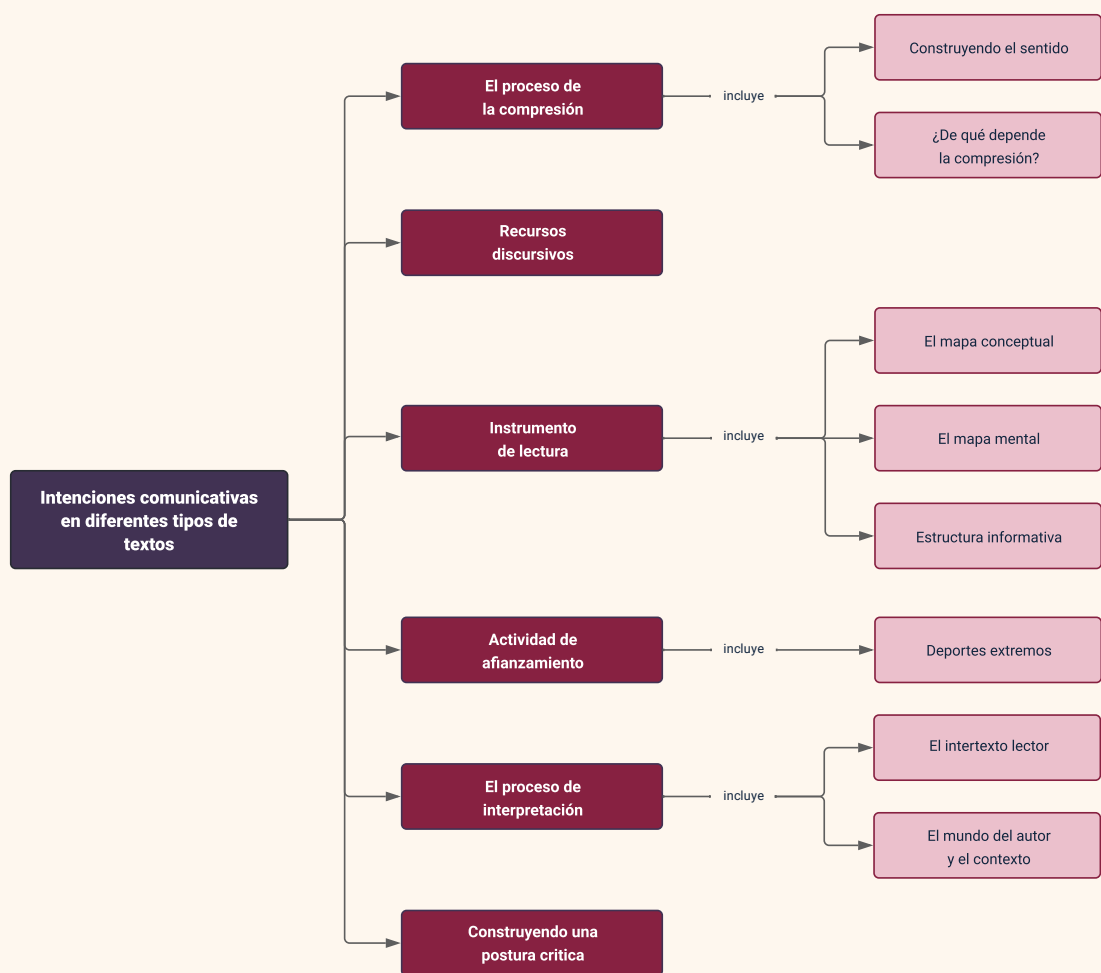 Intenciones comunicativas
en diferentes tipos de
textos
El proceso de
la compresión
incluye
Construyendo el sentido
¿De qué depende
la compresión?
Recursos
discursivos
Instrumento
de lectura
incluye
El mapa conceptual
El mapa mental
Estructura informativa
Actividad de
afianzamiento
incluye
Deportes extremos
El proceso de
interpretación
incluye
El intertexto lector
El mundo del autor
y el contexto
Construyendo una
postura critica